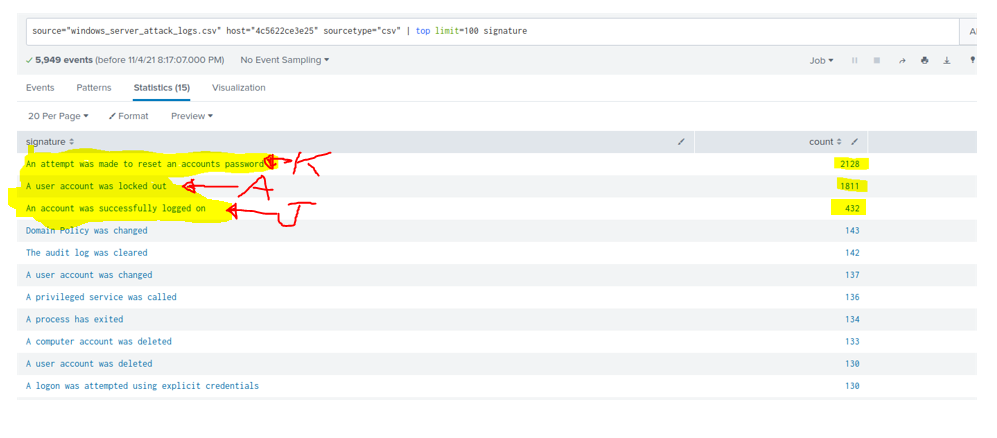 source="windows_server_attack_logs.csv" host="4c5622ce3e25" sourcetype="csv" | top limit=100 signature
✓ 5,949 events (before 11/4/21 8:17:07.000 PM) No Event Sampling Job
Events Patterns Statistics (15) Visualization
20 Per Page Format Preview
signature count
An attempt was made to reset an accounts password K 2128
A user account was locked out A 1811
An account was successfully logged on J 432
Domain Policy was changed 143
The audit log was cleared 142
A user account was changed 137
A privileged service was called 136
A process has exited 134
A computer account was deleted 133
A user account was deleted 130
A logon was attempted using explicit credentials 130